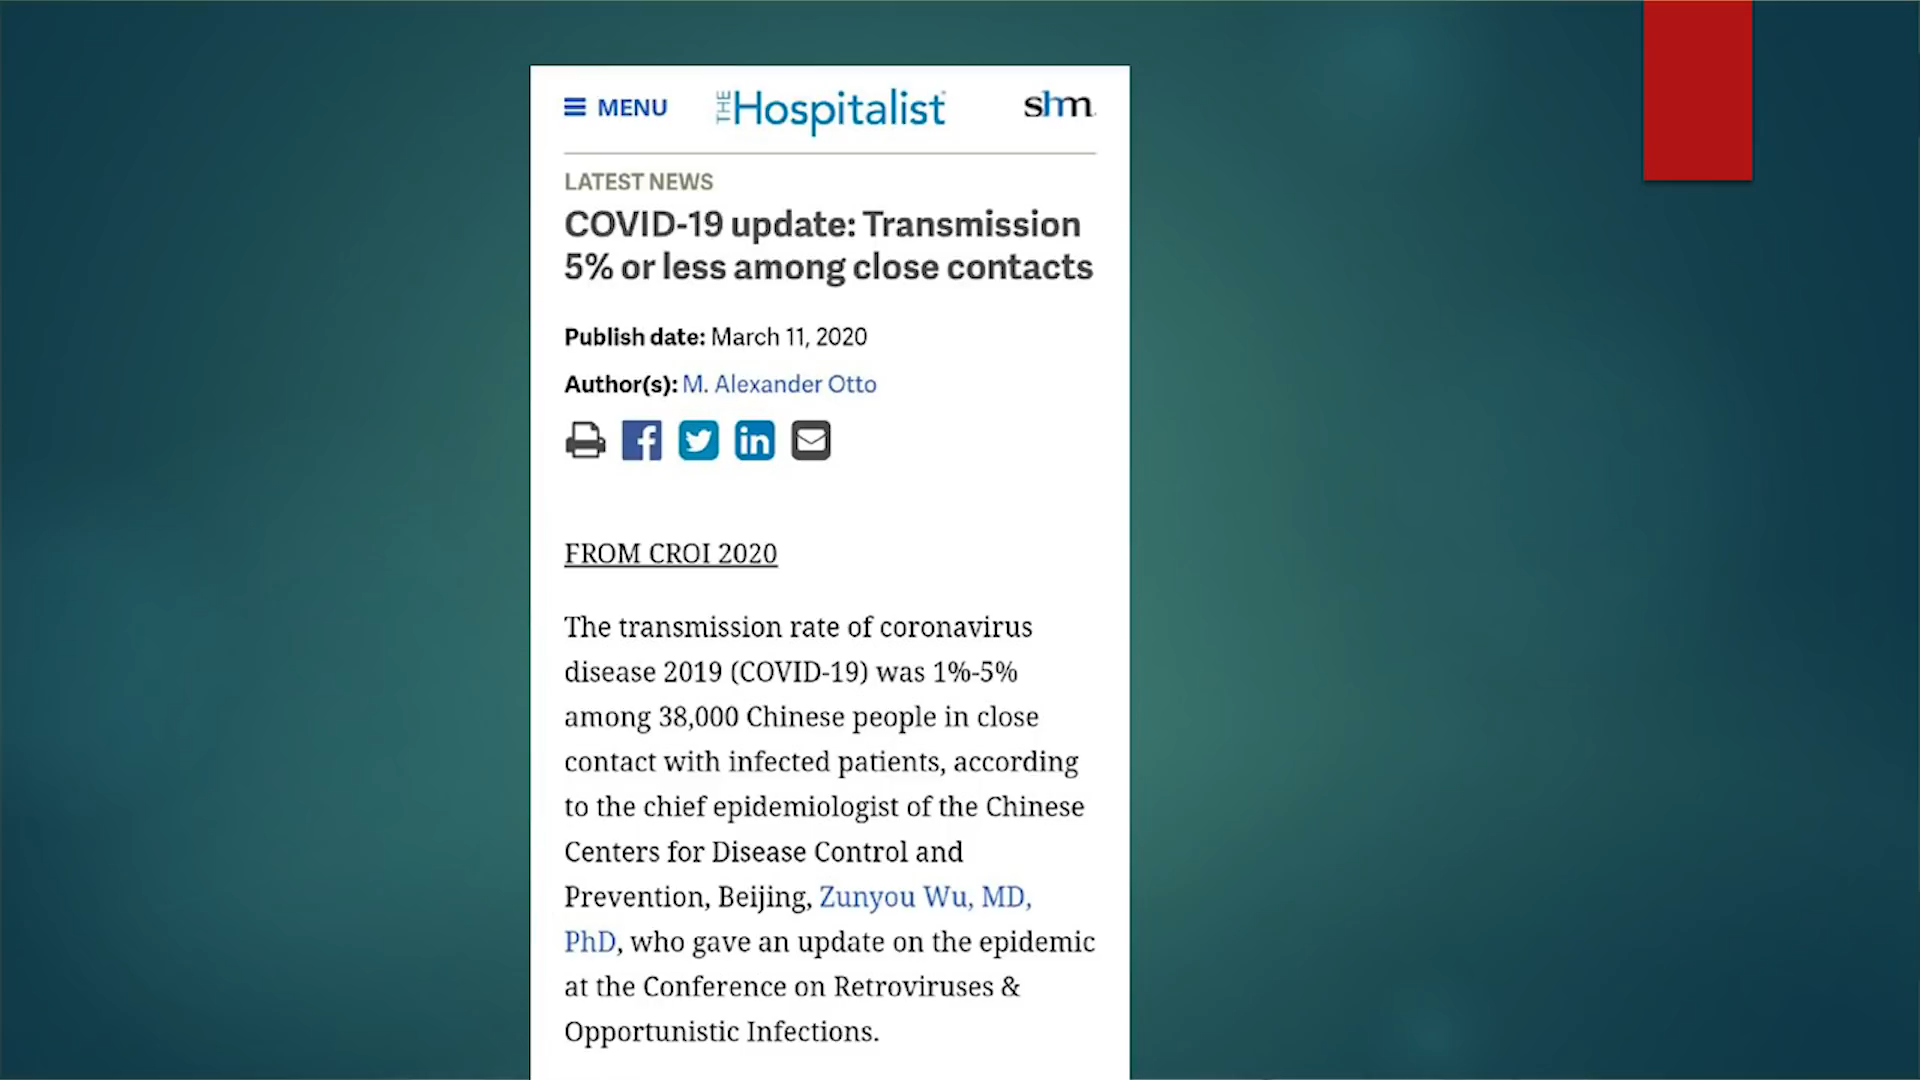 MENU
THE Hospitalist
shm.
LATEST NEWS
COVID-19 update: Transmission
5% or less among close contacts
Publish date: March 11, 2020
Author(s): M. Alexander Otto
FROM CROI 2020
The transmission rate of coronavirus
disease 2019 (COVID-19) was 1%-5%
among 38,000 Chinese people in close
contact with infected patients, according
to the chief epidemiologist of the Chinese
Centers for Disease Control and
Prevention, Beijing, Zunyou Wu, MD,
PhD, who gave an update on the epidemic
at the Conference on Retroviruses &
Opportunistic Infections.